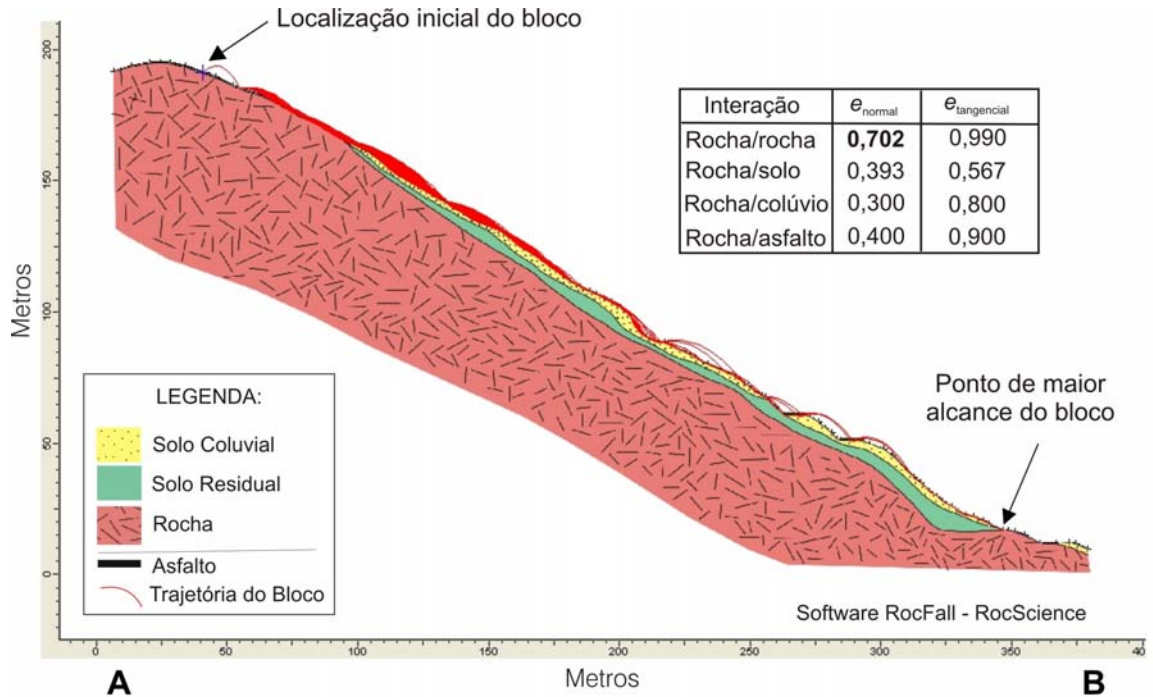 Localização inicial do bloco
Interação e normal e tangencial
Rocha/rocha 0,702 0,990
Rocha/solo 0,393 0,567
Rocha/colúvio 0,300 0,800
Rocha/asfalto 0,400 0,900
200
150
100
50
0
Metros
Ponto de maior
alcance do bloco
LEGENDA:
Solo Coluvial
Solo Residual
Rocha
Asfalto
Trajetória do Bloco
Software RocFall - RocScience
0 50 100 150 200 250 300 350 40
A Metros B